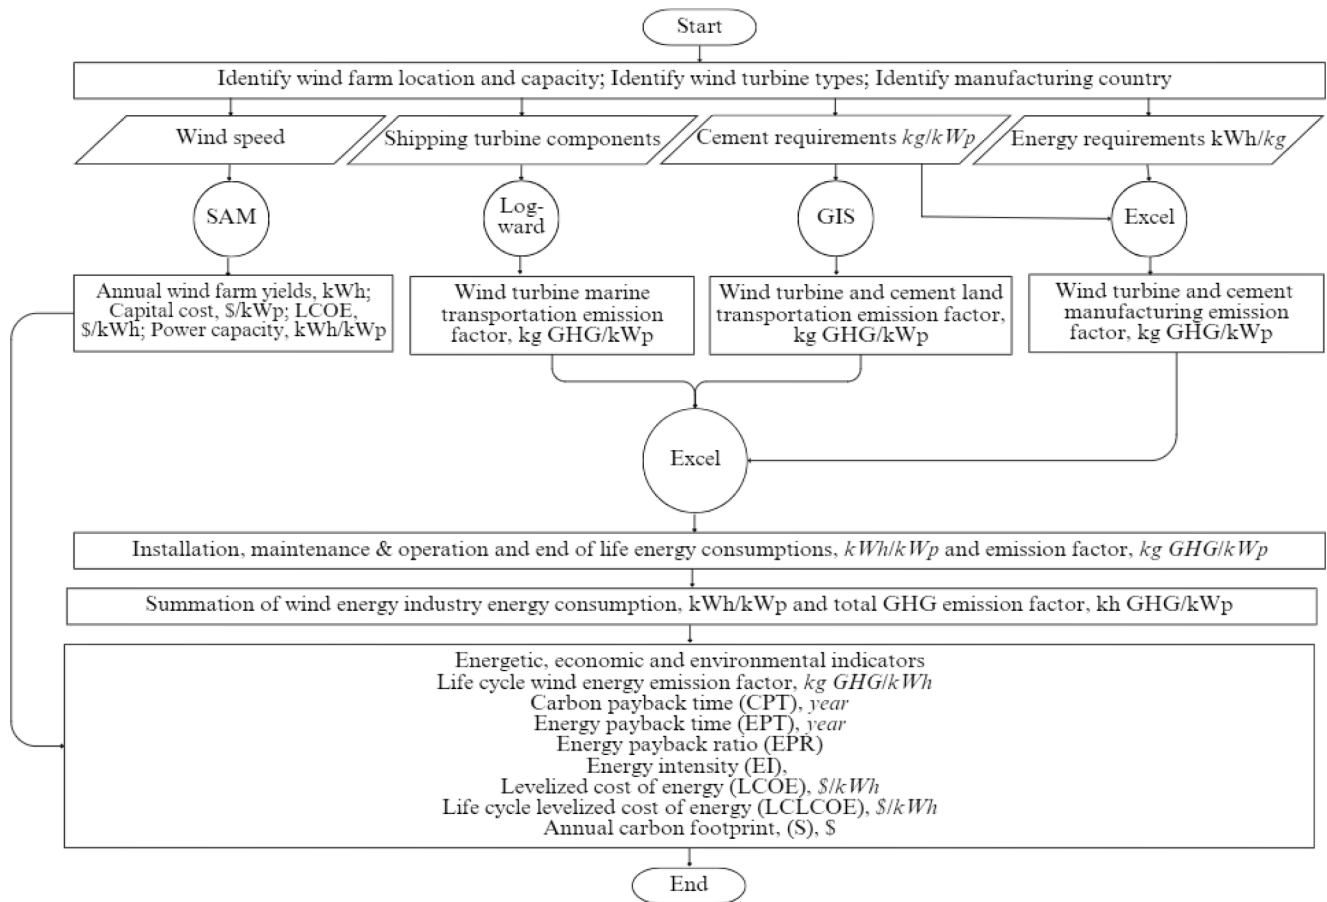 Start
Identify wind farm location and capacity; Identify wind turbine types; Identify manufacturing country
Wind speed
Shipping turbine components
Cement requirements kg/kWp
Energy requirements kWh/kg
SAM
Log-
ward
GIS
Excel
Annual wind farm yields, kWh;
Capital cost, $/kWp; LCOE,
$/kWh; Power capacity, kWh/kWp
Wind turbine marine
transportation emission
factor, kg GHG/kWp
Wind turbine and cement land
transportation emission factor,
kg GHG/kWp
Wind turbine and cement
manufacturing emission
factor, kg GHG/kWp
Excel
Installation, maintenance & operation and end of life energy consumptions, kWh/kWp and emission factor, kg GHG/kWp
Summation of wind energy industry energy consumption, kWh/kWp and total GHG emission factor, kh GHG/kWp
Energetic, economic and environmental indicators
Life cycle wind energy emission factor, kg GHG/kWh
Carbon payback time (CPT), year
Energy payback time (EPT), year
Energy payback ratio (EPR)
Energy intensity (EI),
Levelized cost of energy (LCOE), $/kWh
Life cycle levelized cost of energy (LCLCOE), $/kWh
Annual carbon footprint, (S), $
End